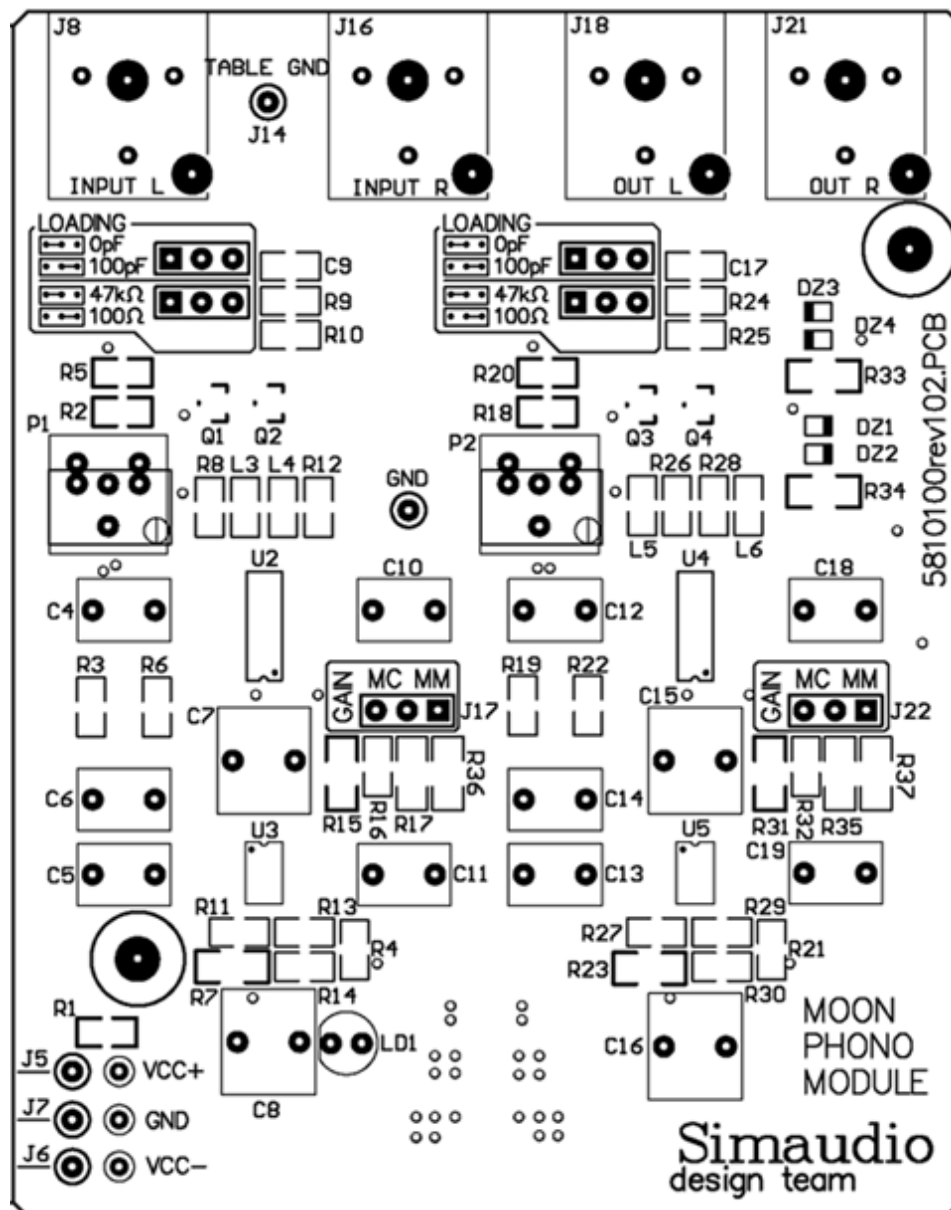 J8
J16
J18
J21
TABLE GND
J14
INPUT L
INPUT R
OUT L
OUT R
LOADING
0pF
100pF
47kΩ
100Ω
C9
R9
R10
LOADING
0pF
100pF
47kΩ
100Ω
C17
R24
R25
DZ3
DZ4
R33
DZ1
DZ2
R34
5810100rev102.PCB
R5
R2
P1
Q1
Q2
R8
L3
L4
R12
GND
R20
R18
P2
Q3
Q4
R26
R28
L5
L6
U2
C10
U4
C18
C4
C12
R3
R6
GAIN
MC MM
J17
R19
R22
C15
GAIN
MC MM
J22
C7
R36
R37
C6
R15
R16
R17
C14
R31
R32
R35
U3
U5
C5
C11
C13
C19
R11
R13
R4
R7
R14
R27
R29
R21
R23
R30
R1
LD1
C16
C8
MOON
PHONO
MODULE
J5
VCC+
J7
GND
J6
VCC-
Simaudio
design team